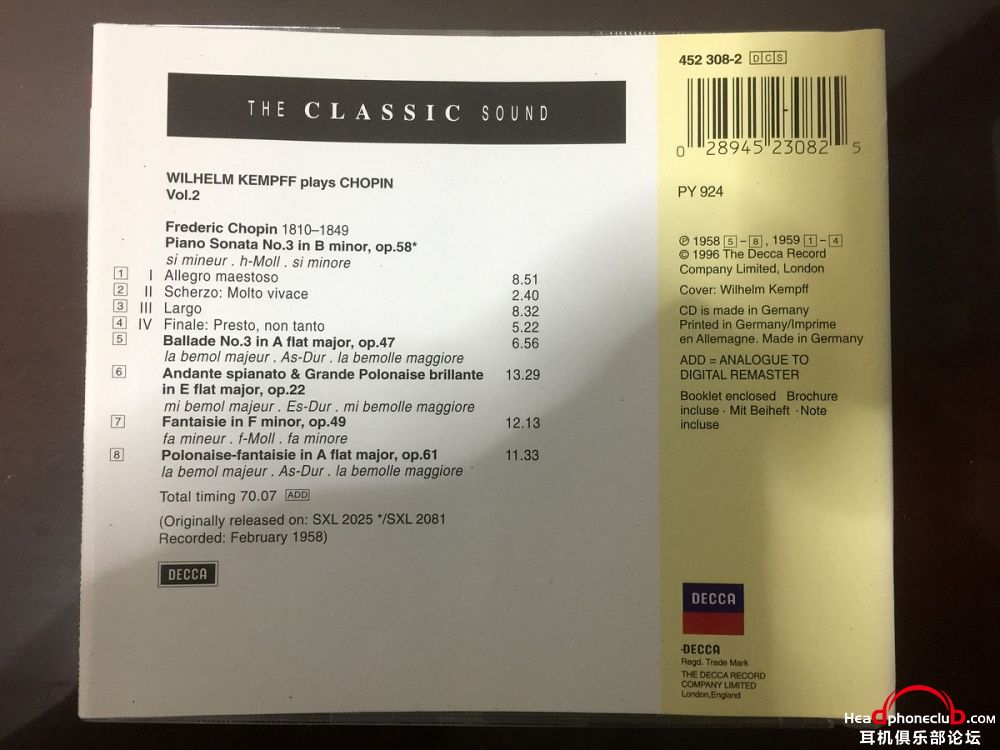 THE CLASSIC SOUND
WILHELM KEMPFF plays CHOPIN
Vol.2
Frederic Chopin 1810–1849
Piano Sonata No.3 in B minor, op.58*
si mineur . h-Moll . si minore
1 I Allegro maestoso 8.51
2 II Scherzo: Molto vivace 2.40
3 III Largo 8.32
4 IV Finale: Presto, non tanto 5.22
5 Ballade No.3 in A flat major, op.47 6.56
la bemol majeur . As-Dur . la bemolle maggiore
6 Andante spianato & Grande Polonaise brillante 13.29
in E flat major, op.22
mi bemol majeur . Es-Dur . mi bemolle maggiore
7 Fantaisie in F minor, op.49 12.13
fa mineur . f-Moll . fa minore
8 Polonaise-fantaisie in A flat major, op.61 11.33
la bemol majeur . As-Dur . la bemolle maggiore
Total timing 70.07 ADD
(Originally released on: SXL 2025 */SXL 2081
Recorded: February 1958)
DECCA
452 308-2 DCS
0 28945 23082 5
PY 924
℗ 1958 5 – 8, 1959 1 – 4
© 1996 The Decca Record
Company Limited, London
Cover: Wilhelm Kempff
CD is made in Gemany
Printed in Germany/Imprime
en Allemagne. Made in Germany
ADD = ANALOGUE TO
DIGITAL REMASTER
Booklet enclosed Brochure
incluse · Mit Beiheft · Note
incluse
DECCA
DECCA
Regd. Trade Mark
THE DECCA RECORD
COMPANY LIMITED
London,England
Headphoneclub.com
耳机俱乐部论坛